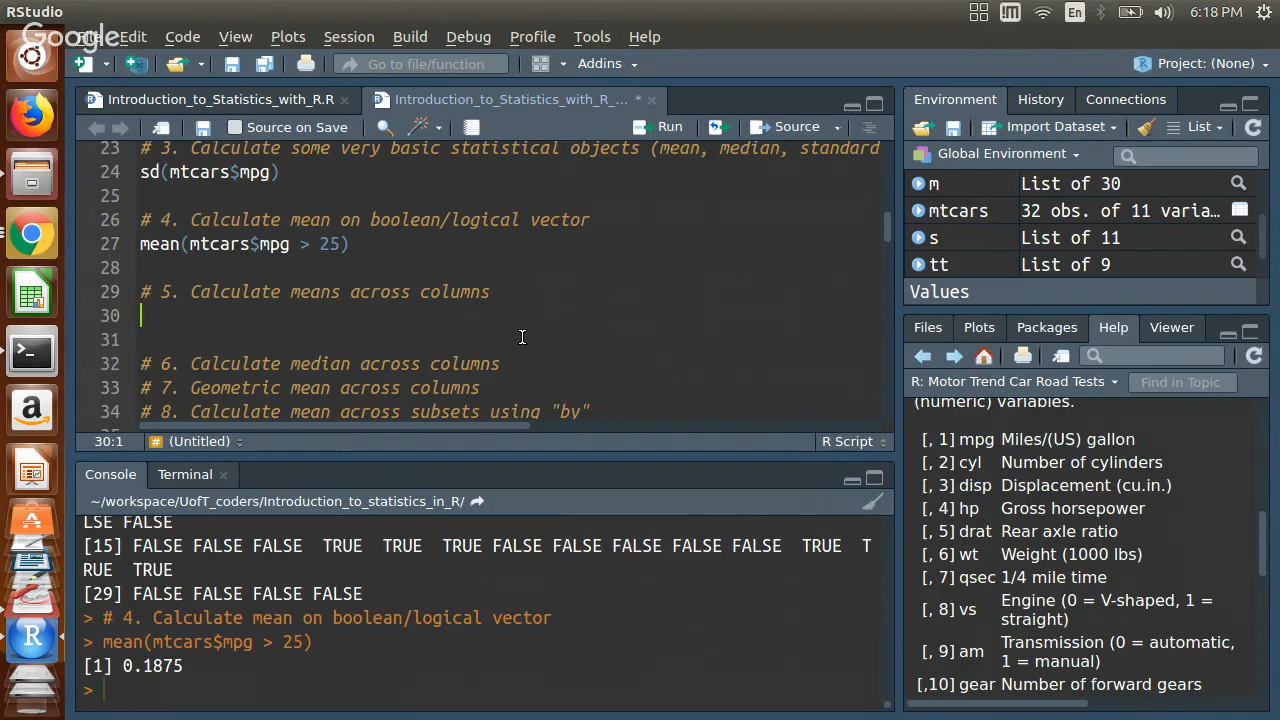 RStudio
En
6:18 PM
Google
Edit Code View Plots Session Build Debug Profile Tools Help
Go to file/function
Addins
Project: (None)
Introduction_to_Statistics_with_R.R
Introduction_to_Statistics_with_R_... *
Source on Save
Run
Source
23 # 3. Calculate some very basic statistical objects (mean, median, standard
24 sd(mtcars$mpg)
25
26 # 4. Calculate mean on boolean/logical vector
27 mean(mtcars$mpg > 25)
28
29 # 5. Calculate means across columns
30
31
32 # 6. Calculate median across columns
33 # 7. Geometric mean across columns
34 # 8. Calculate mean across subsets using "by"
30:1
# (Untitled)
R Script
Console Terminal
~/workspace/UofT_coders/Introduction_to_statistics_in_R/
LSE FALSE
[15] FALSE FALSE FALSE TRUE TRUE TRUE FALSE FALSE FALSE FALSE FALSE TRUE T
RUE TRUE
[29] FALSE FALSE FALSE FALSE
> # 4. Calculate mean on boolean/logical vector
> mean(mtcars$mpg > 25)
[1] 0.1875
>
Environment History Connections
Import Dataset
List
Global Environment
m List of 30
mtcars 32 obs. of 11 varia...
s List of 11
tt List of 9
Values
Files Plots Packages Help Viewer
R: Motor Trend Car Road Tests
Find in Topic
(numeric) variables.
[, 1] mpg Miles/(US) gallon
[, 2] cyl Number of cylinders
[, 3] disp Displacement (cu.in.)
[, 4] hp Gross horsepower
[, 5] drat Rear axle ratio
[, 6] wt Weight (1000 lbs)
[, 7] qsec 1/4 mile time
[, 8] vs Engine (0 = V-shaped, 1 =
straight)
[, 9] am Transmission (0 = automatic,
1 = manual)
[,10] gear Number of forward gears